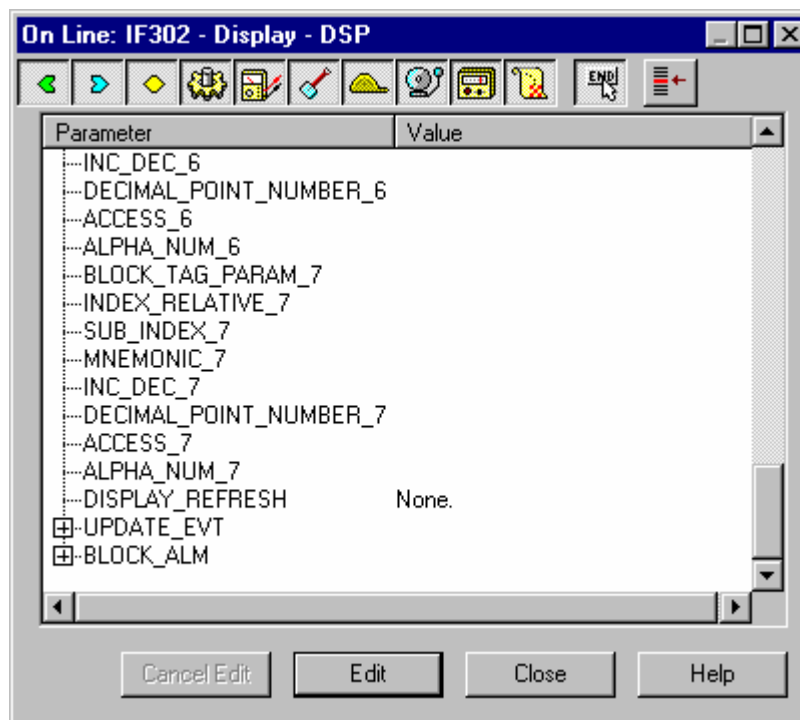 On Line: IF302 - Display - DSP
END
Parameter Value
INC_DEC_6
DECIMAL_POINT_NUMBER_6
ACCESS_6
ALPHA_NUM_6
BLOCK_TAG_PARAM_7
INDEX_RELATIVE_7
SUB_INDEX_7
MNEMONIC_7
INC_DEC_7
DECIMAL_POINT_NUMBER_7
ACCESS_7
ALPHA_NUM_7
DISPLAY_REFRESH None.
UPDATE_EVT
BLOCK_ALM
Cancel Edit Edit Close Help